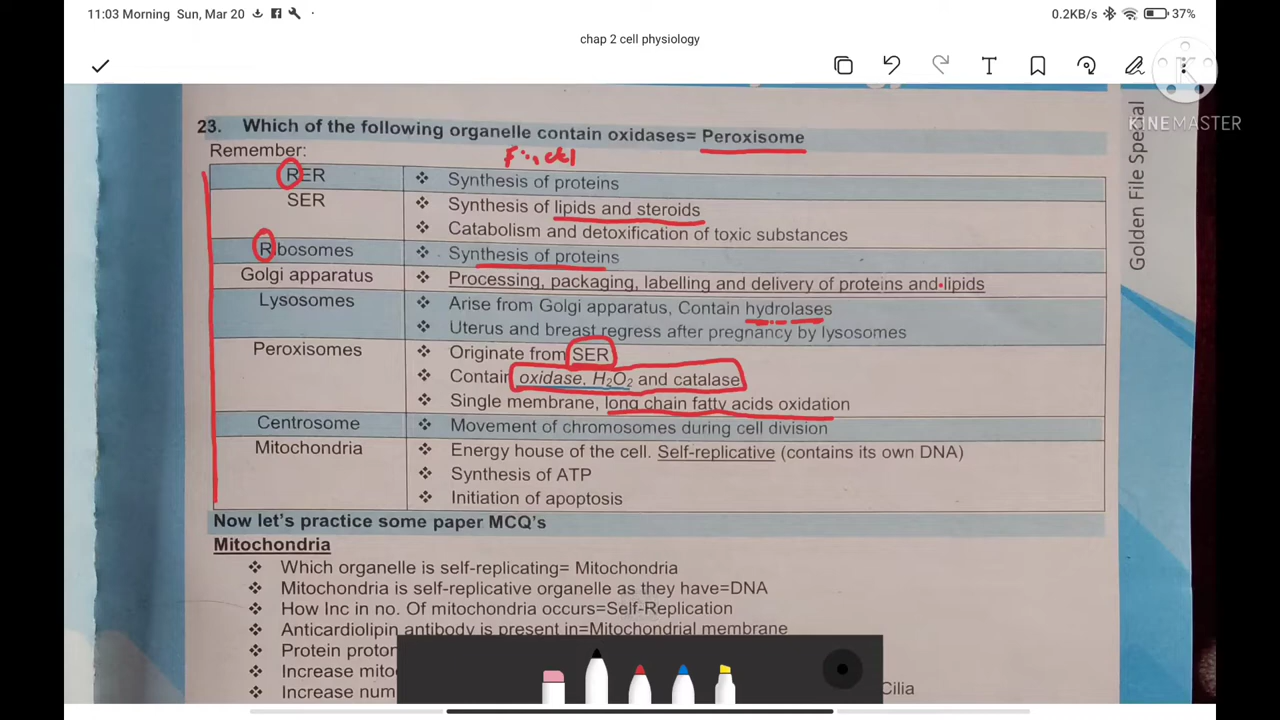 11:03 Morning Sun, Mar 20
0.2KB/s 37%
chap 2 cell physiology
KINEMASTER
Golden File Special
23. Which of the following organelle contain oxidases= Peroxisome
Remember:
RER ❖ Synthesis of proteins
SER ❖ Synthesis of lipids and steroids
❖ Catabolism and detoxification of toxic substances
Ribosomes ❖ Synthesis of proteins
Golgi apparatus ❖ Processing, packaging, labelling and delivery of proteins and lipids
Lysosomes ❖ Arise from Golgi apparatus, Contain hydrolases
❖ Uterus and breast regress after pregnancy by lysosomes
Peroxisomes ❖ Originate from SER
❖ Contain oxidase, H₂O₂ and catalase
❖ Single membrane, long chain fatty acids oxidation
Centrosome ❖ Movement of chromosomes during cell division
Mitochondria ❖ Energy house of the cell. Self-replicative (contains its own DNA)
❖ Synthesis of ATP
❖ Initiation of apoptosis
Now let's practice some paper MCQ's
Mitochondria
❖ Which organelle is self-replicating= Mitochondria
❖ Mitochondria is self-replicative organelle as they have=DNA
❖ How Inc in no. Of mitochondria occurs=Self-Replication
❖ Anticardiolipin antibody is present in=Mitochondrial membrane
❖ Protein proton
❖ Increase mito
❖ Increase num Cilia